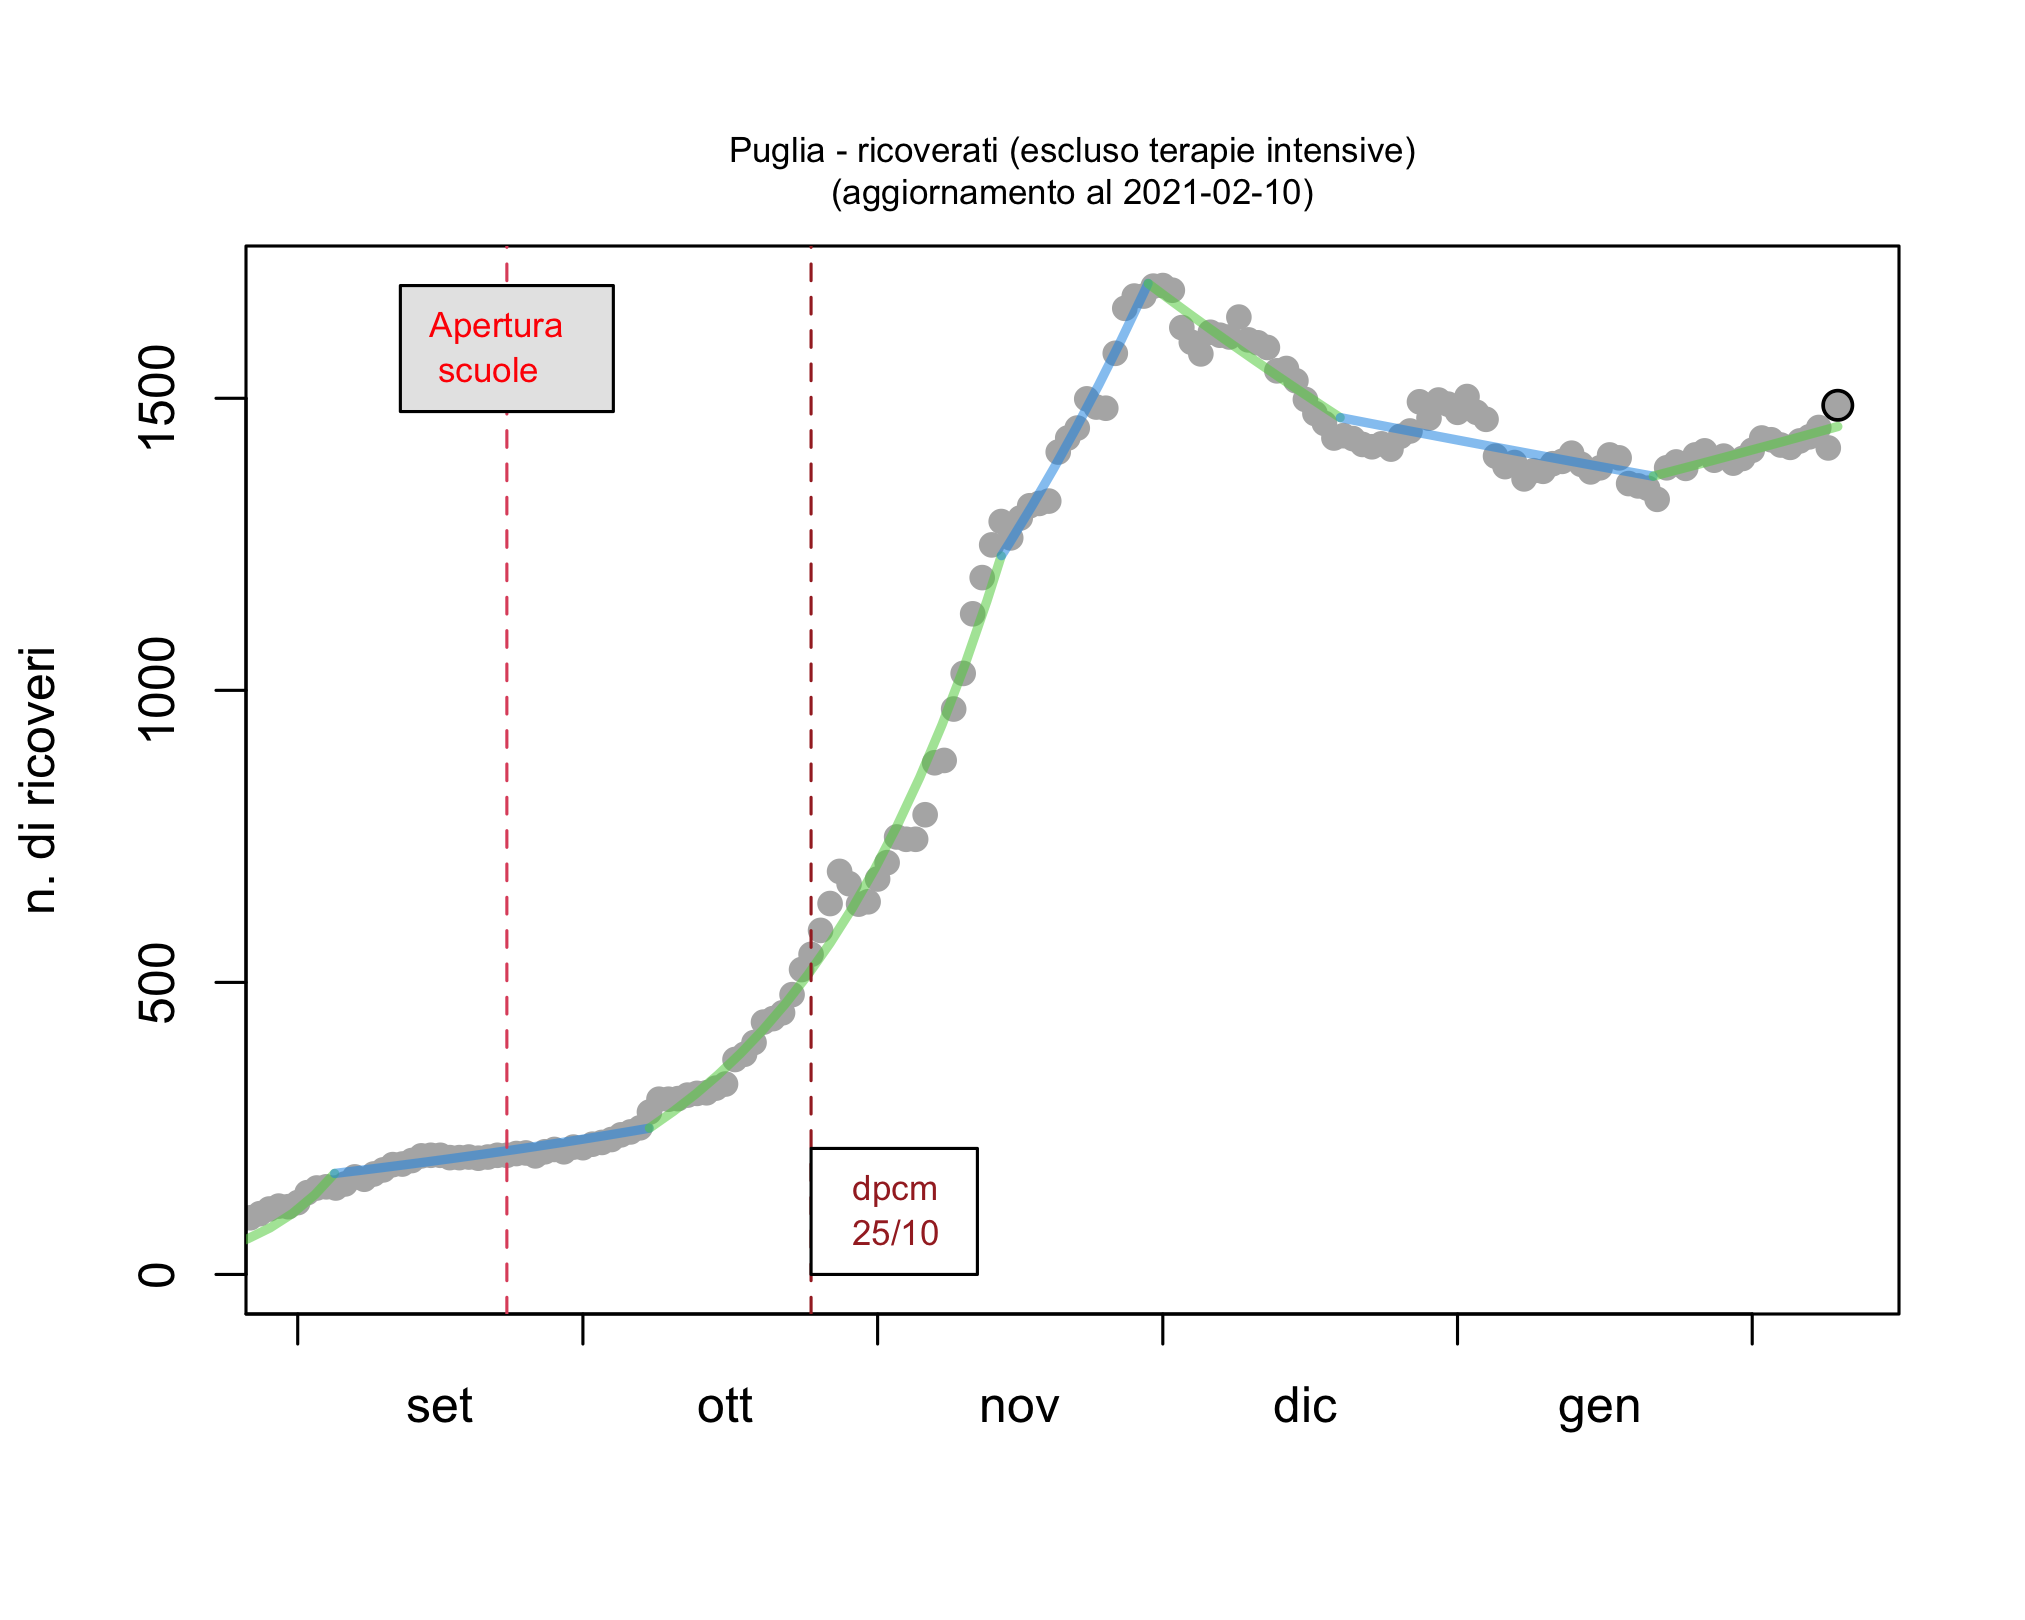 Puglia - ricoverati (escluso terapie intensive)
(aggiornamento al 2021-02-10)
Apertura
scuole
n. di ricoveri
1500
1000
500
0
dpcm
25/10
set ott nov dic gen